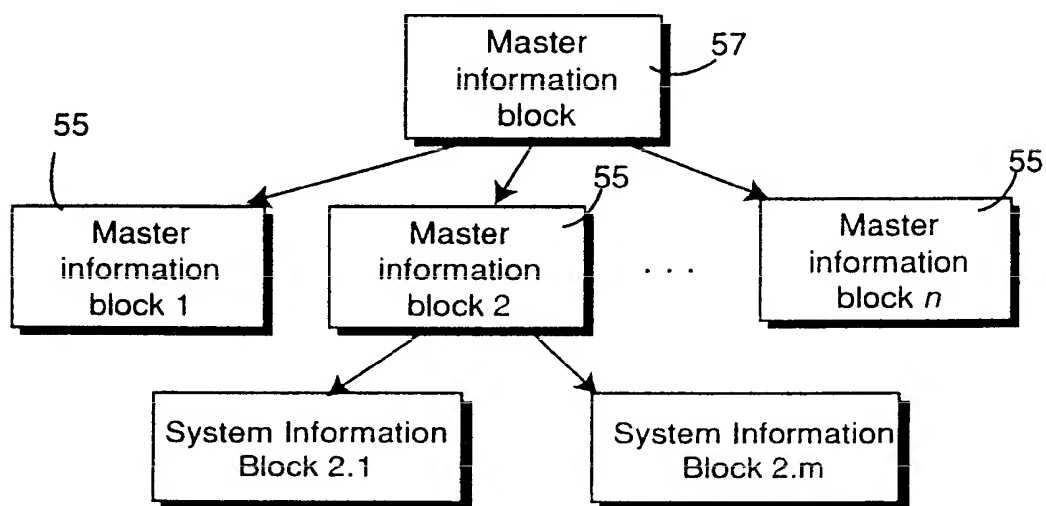 Master
information
block
57
55
Master
information
block 1
55
Master
information
block 2
. . .
55
Master
information
block n
System Information
Block 2.1
System Information
Block 2.m